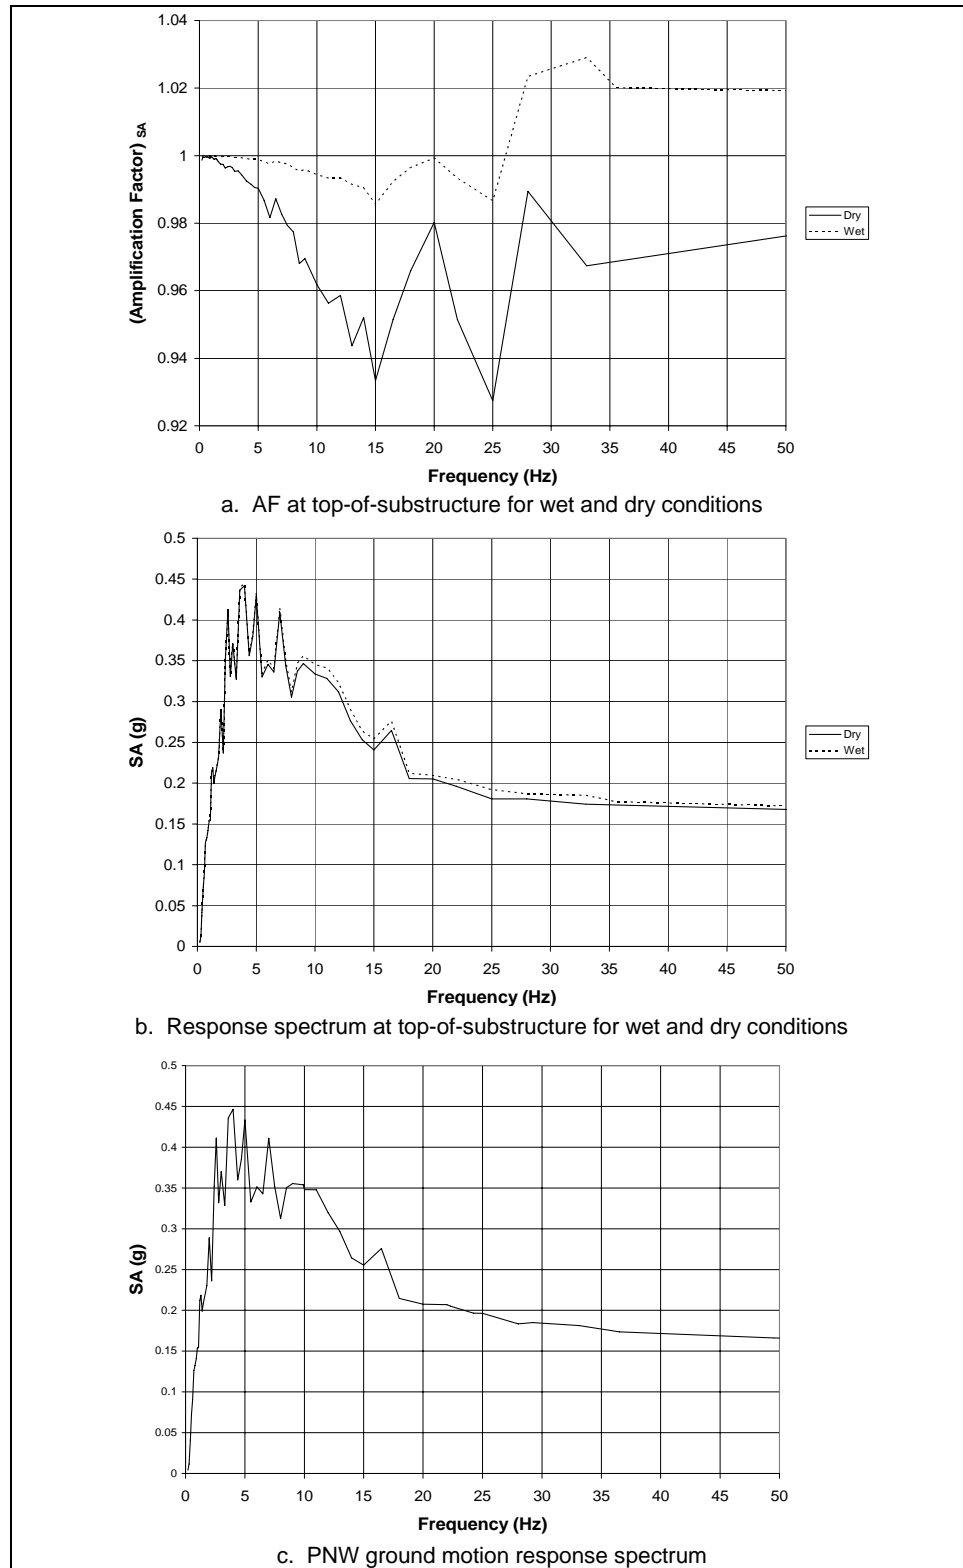 1.04
1.02
1
0.98
0.96
0.94
0.92
(Amplification Factor) SA
0 5 10 15 20 25 30 35 40 45 50
Frequency (Hz)
Dry
Wet
a. AF at top-of-substructure for wet and dry conditions
0.5
0.45
0.4
0.35
0.3
0.25
0.2
0.15
0.1
0.05
0
SA (g)
0 5 10 15 20 25 30 35 40 45 50
Frequency (Hz)
Dry
Wet
b. Response spectrum at top-of-substructure for wet and dry conditions
0.5
0.45
0.4
0.35
0.3
0.25
0.2
0.15
0.1
0.05
0
SA (g)
0 5 10 15 20 25 30 35 40 45 50
Frequency (Hz)
c. PNW ground motion response spectrum